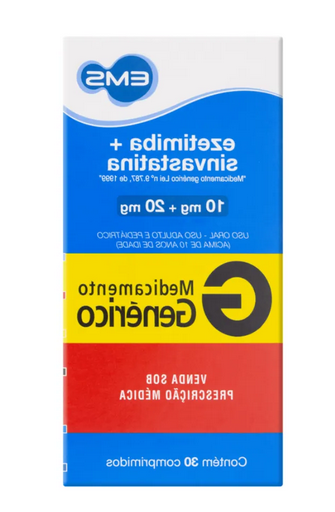 EMS
ezetimiba +
sinvastatina
"Medicamento genérico Lei nº 9.787, de 1999"
10 mg + 20 mg
USO ORAL - USO ADULTO E PEDIÁTRICO
(ACIMA DE 10 ANOS DE IDADE)
G
Medicamento
Genérico
VENDA SOB
PRESCRIÇÃO MÉDICA
Contém 30 comprimidos